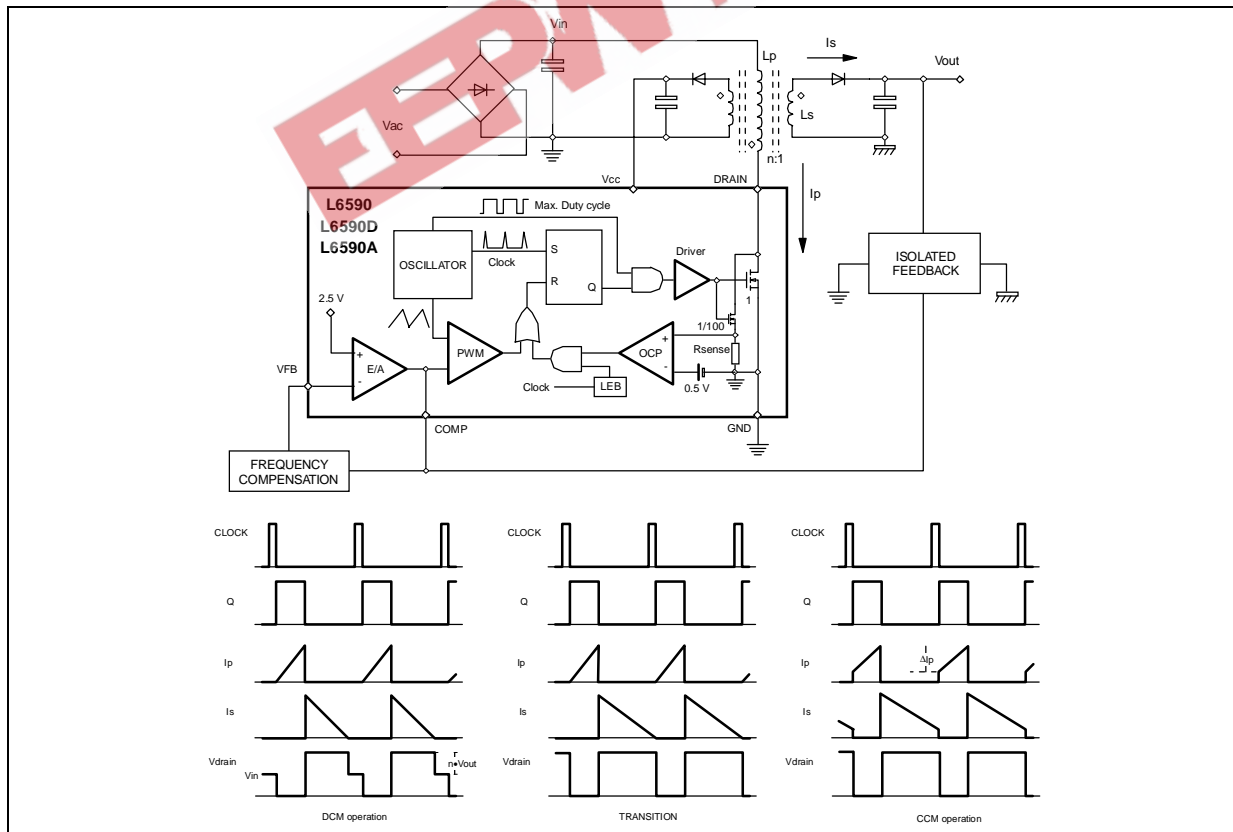 EEPW
Vin
Lp
Is
Vout
Vac
Ls
n:1
Vcc
DRAIN
Ip
L6590
L6590D
L6590A
Max. Duty cycle
OSCILLATOR
Clock
S
R
Q
Driver
1
ISOLATED
FEEDBACK
2.5 V
1/100
PWM
OCP
Rsense
+
-
E/A
+
-
VFB
Clock
LEB
0.5 V
COMP
GND
FREQUENCY
COMPENSATION
CLOCK
CLOCK
CLOCK
Q
Q
Q
Ip
Ip
Ip
ΔIp
Is
Is
Is
Vdrain
Vin
n•Vout
Vdrain
Vdrain
DCM operation
TRANSITION
CCM operation